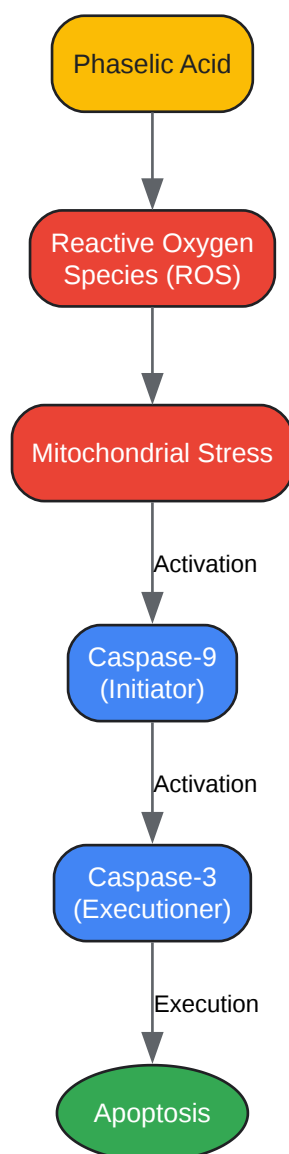 Phaselic Acid
Reactive Oxygen
Species (ROS)
Mitochondrial Stress
Activation
Caspase-9
(Initiator)
Activation
Caspase-3
(Executioner)
Execution
Apoptosis